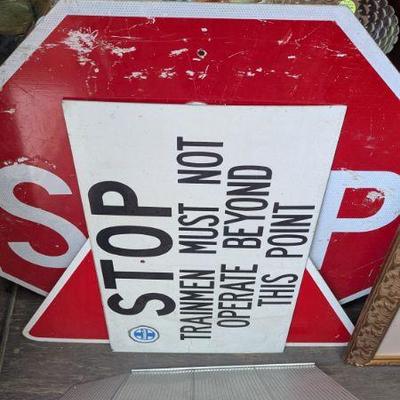 STOP
TRAINMEN MUST NOT
OPERATE BEYOND
THIS POINT
S P